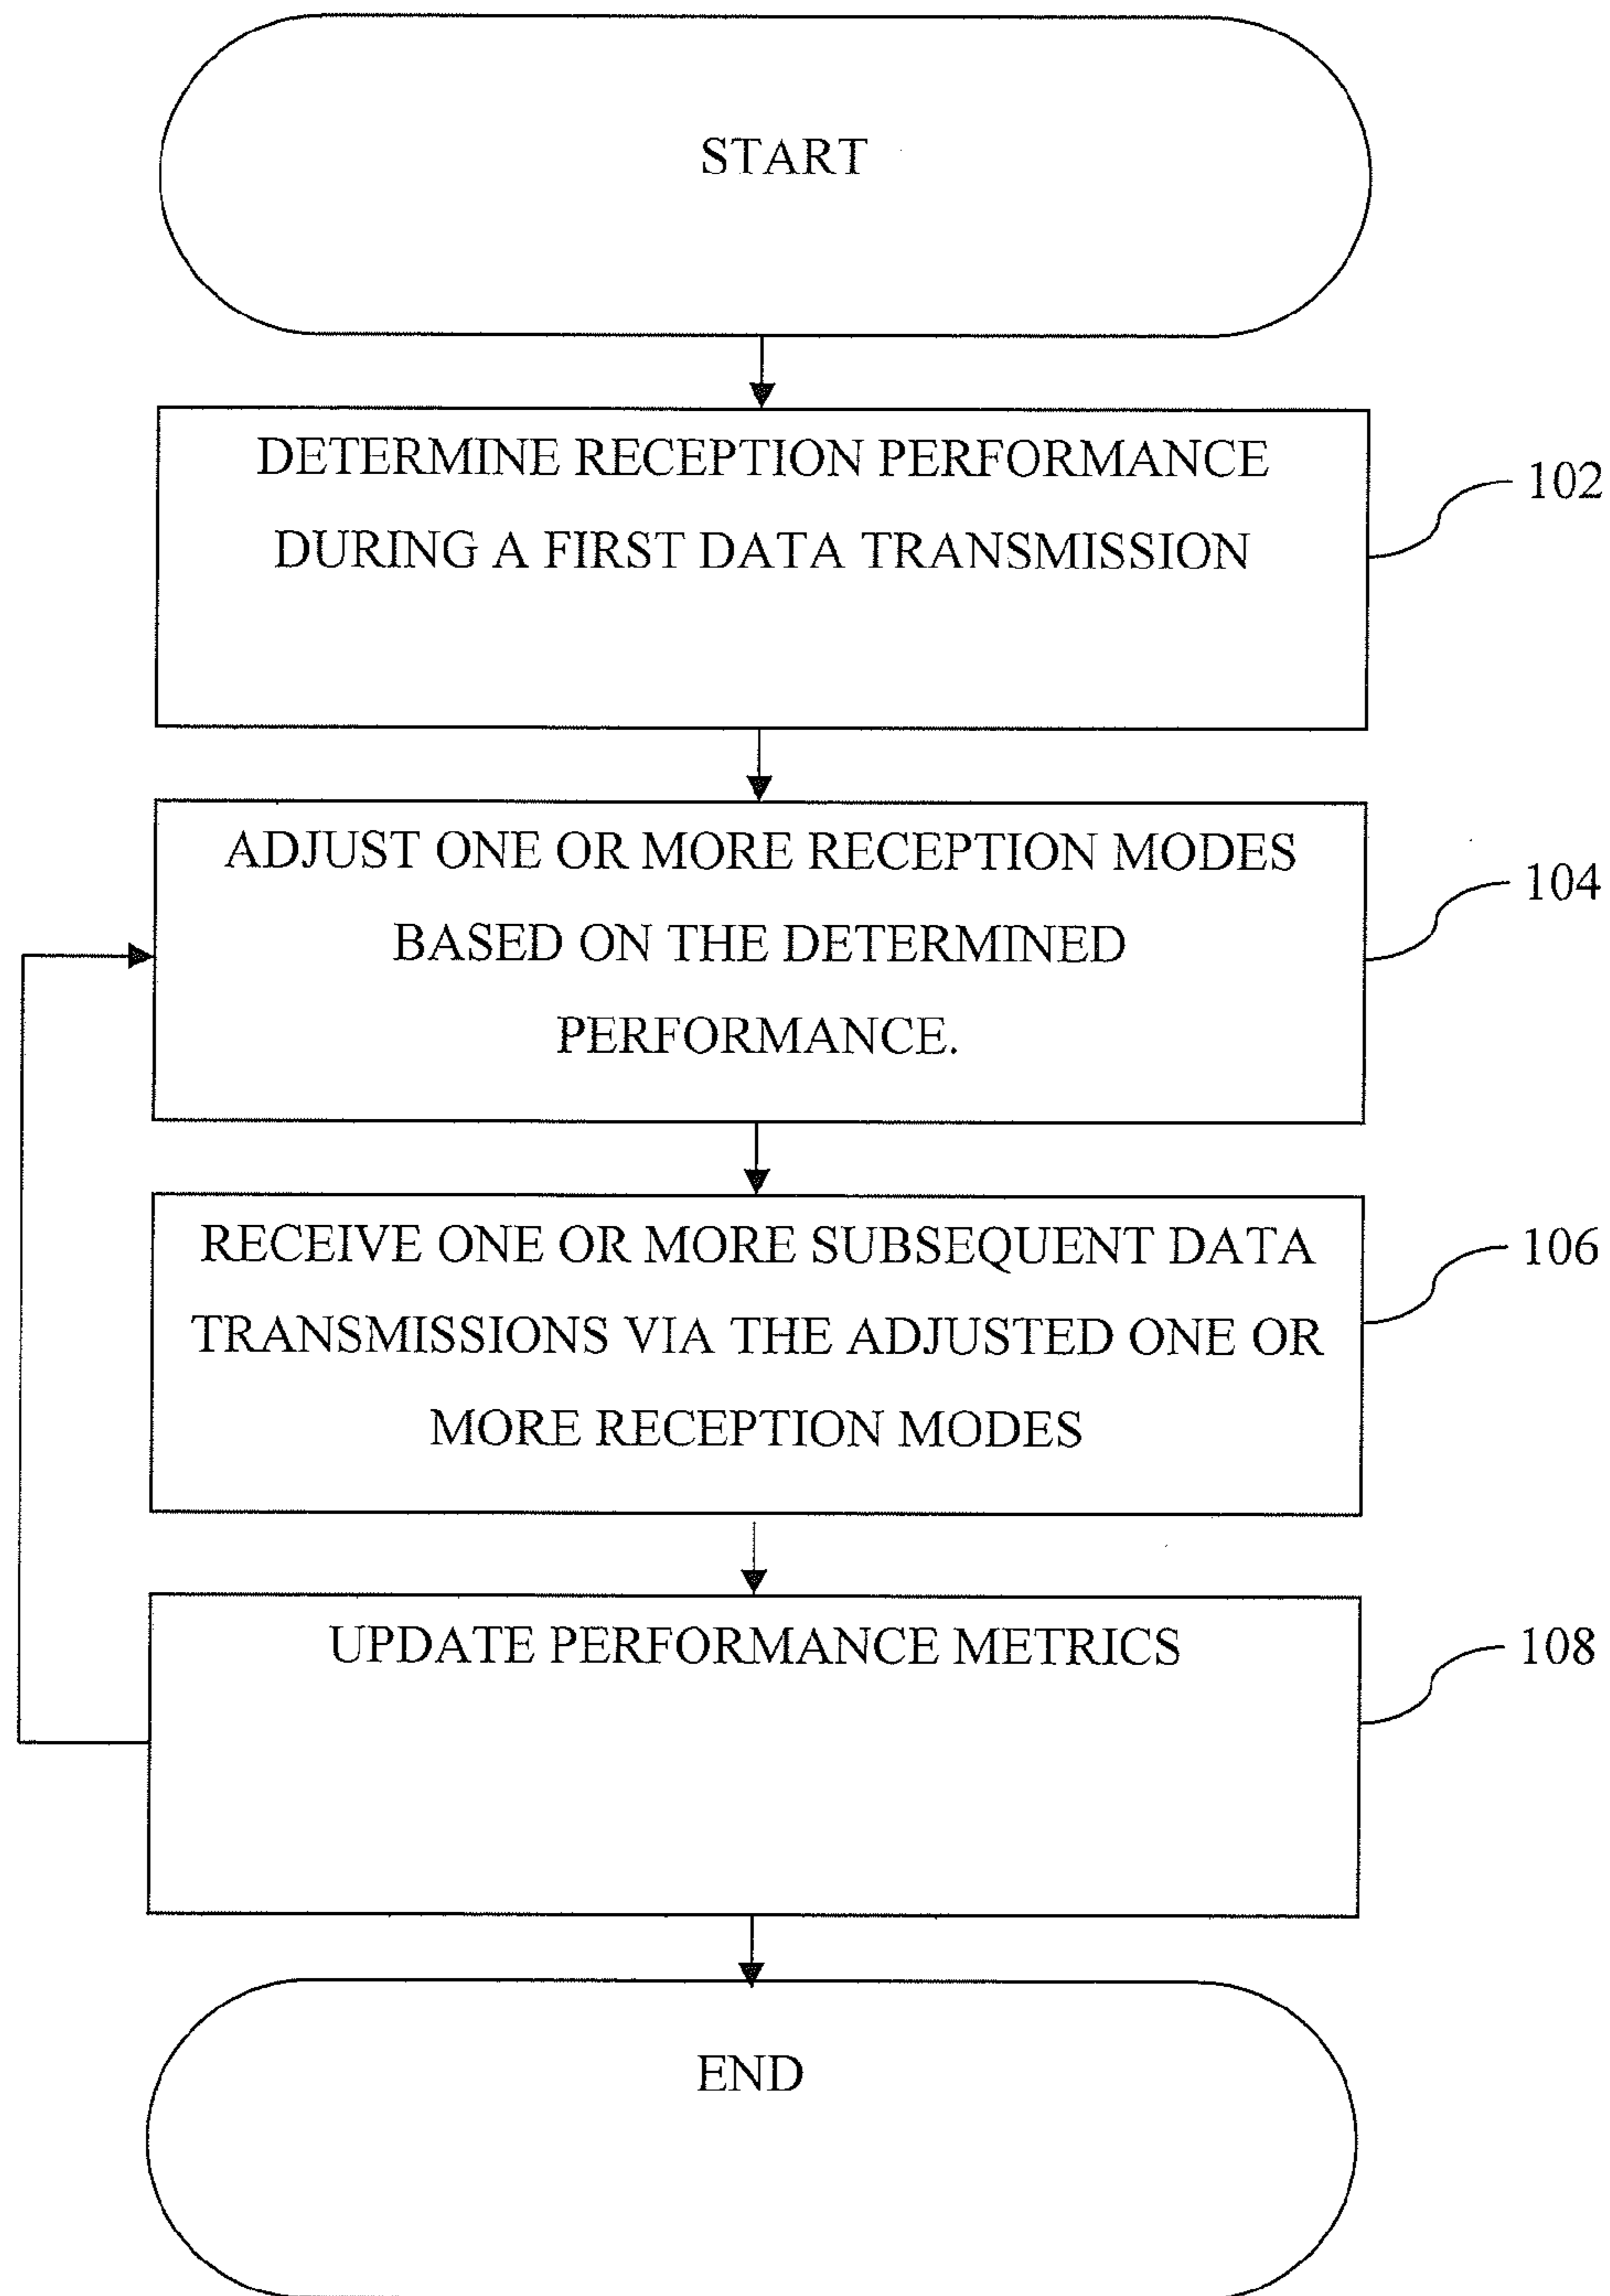 START
DETERMINE RECEPTION PERFORMANCE
DURING A FIRST DATA TRANSMISSION
102
ADJUST ONE OR MORE RECEPTION MODES
BASED ON THE DETERMINED
PERFORMANCE.
104
RECEIVE ONE OR MORE SUBSEQUENT DATA
TRANSMISSIONS VIA THE ADJUSTED ONE OR
MORE RECEPTION MODES
106
UPDATE PERFORMANCE METRICS
108
END